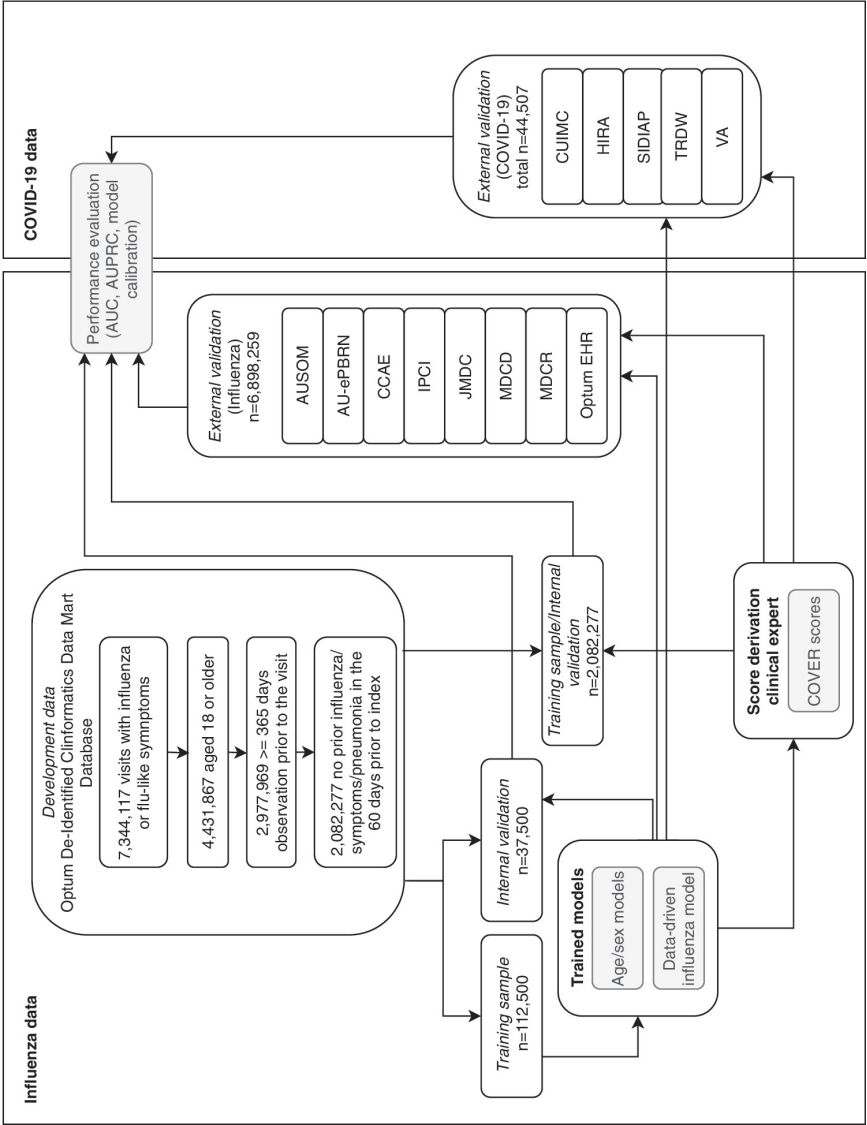 Influenza data
Development data
Optum De-Identified Clinformatics Data Mart
Database
7,344,117 visits with influenza
or flu-like symnptoms
4,431,867 aged 18 or older
2,977,969 >= 365 days
observation prior to the visit
2,082,277 no prior influenza/
symptoms/pneumonia in the
60 days prior to index
Training sample
n=112,500
Internal validation
n=37,500
Training sample/Internal
validation
n=2,082,277
Trained models
Age/sex models
Data-driven
influenza model
Score derivation
clinical expert
COVER scores
External validation
(Influenza)
n=6,898,259
AUSOM
AU-ePBRN
CCAE
IPCI
JMDC
MDCD
MDCR
Optum EHR
COVID-19 data
Performance evaluation
(AUC, AUPRC, model
calibration)
External validation
(COVID-19)
total n=44,507
CUIMC
HIRA
SIDIAP
TRDW
VA